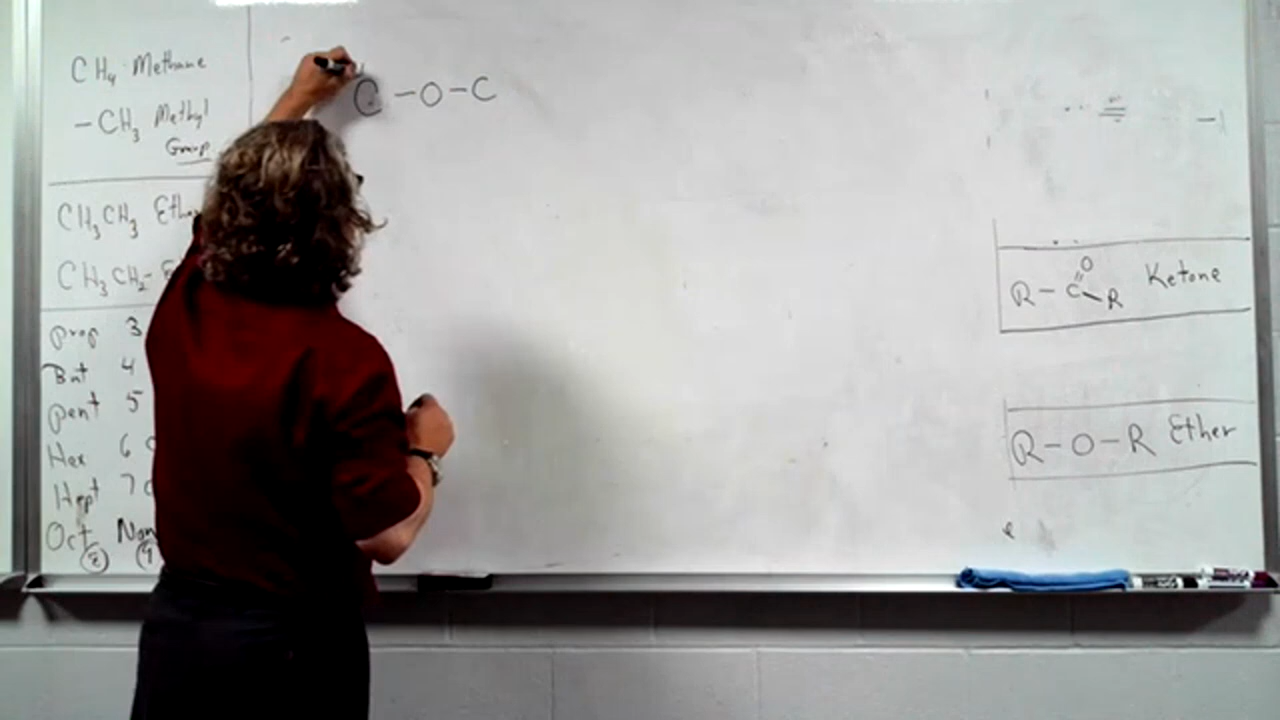 CH4 Methane
-CH3 Methyl
Group
CH3CH3
CH3CH2-
Prop 3
But 4
Pent 5
Hex 6
Hept 7
Oct
C-O-C
O
R-C-R Ketone
R-O-R Ether